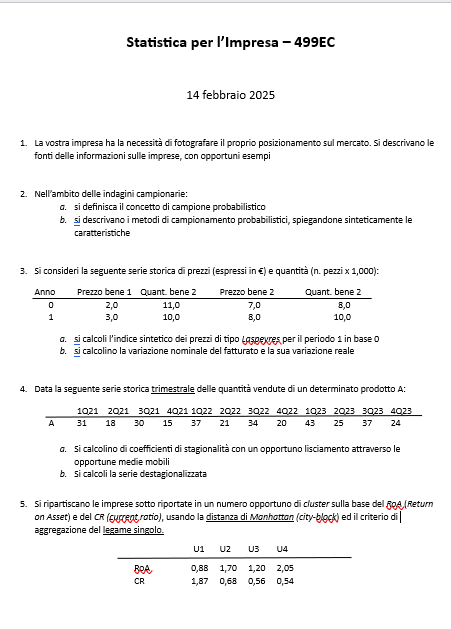 Statistica per l’Impresa – 499EC
14 febbraio 2025
1. La vostra impresa ha la necessità di fotografare il proprio posizionamento sul mercato. Si descrivano le
fonti delle informazioni sulle imprese, con opportuni esempi
2. Nell’ambito delle indagini campionarie:
a. si definisca il concetto di campione probabilistico
b. si descrivano i metodi di campionamento probabilistici, spiegandone sinteticamente le
caratteristiche
3. Si consideri la seguente serie storica di prezzi (espressi in €) e quantità (n. pezzi x 1,000):
Anno Prezzo bene 1 Quant. bene 2 Prezzo bene 2 Quant. bene 2
0 2,0 11,0 7,0 8,0
1 3,0 10,0 8,0 10,0
a. si calcoli l’indice sintetico dei prezzi di tipo Laspeyres per il periodo 1 in base 0
b. si calcolino la variazione nominale del fatturato e la sua variazione reale
4. Data la seguente serie storica trimestrale delle quantità vendute di un determinato prodotto A:
1Q21 2Q21 3Q21 4Q21 1Q22 2Q22 3Q22 4Q22 1Q23 2Q23 3Q23 4Q23
A 31 18 30 15 37 21 34 20 43 25 37 24
a. Si calcolino di coefficienti di stagionalità con un opportuno lisciamento attraverso le
opportune medie mobili
b. Si calcoli la serie destagionalizzata
5. Si ripartiscano le imprese sotto riportate in un numero opportuno di cluster sulla base del RoA (Return
on Asset) e del CR (current ratio), usando la distanza di Manhattan (city-block) ed il criterio di
aggregazione del legame singolo.
U1 U2 U3 U4
RoA 0,88 1,70 1,20 2,05
CR 1,87 0,68 0,56 0,54